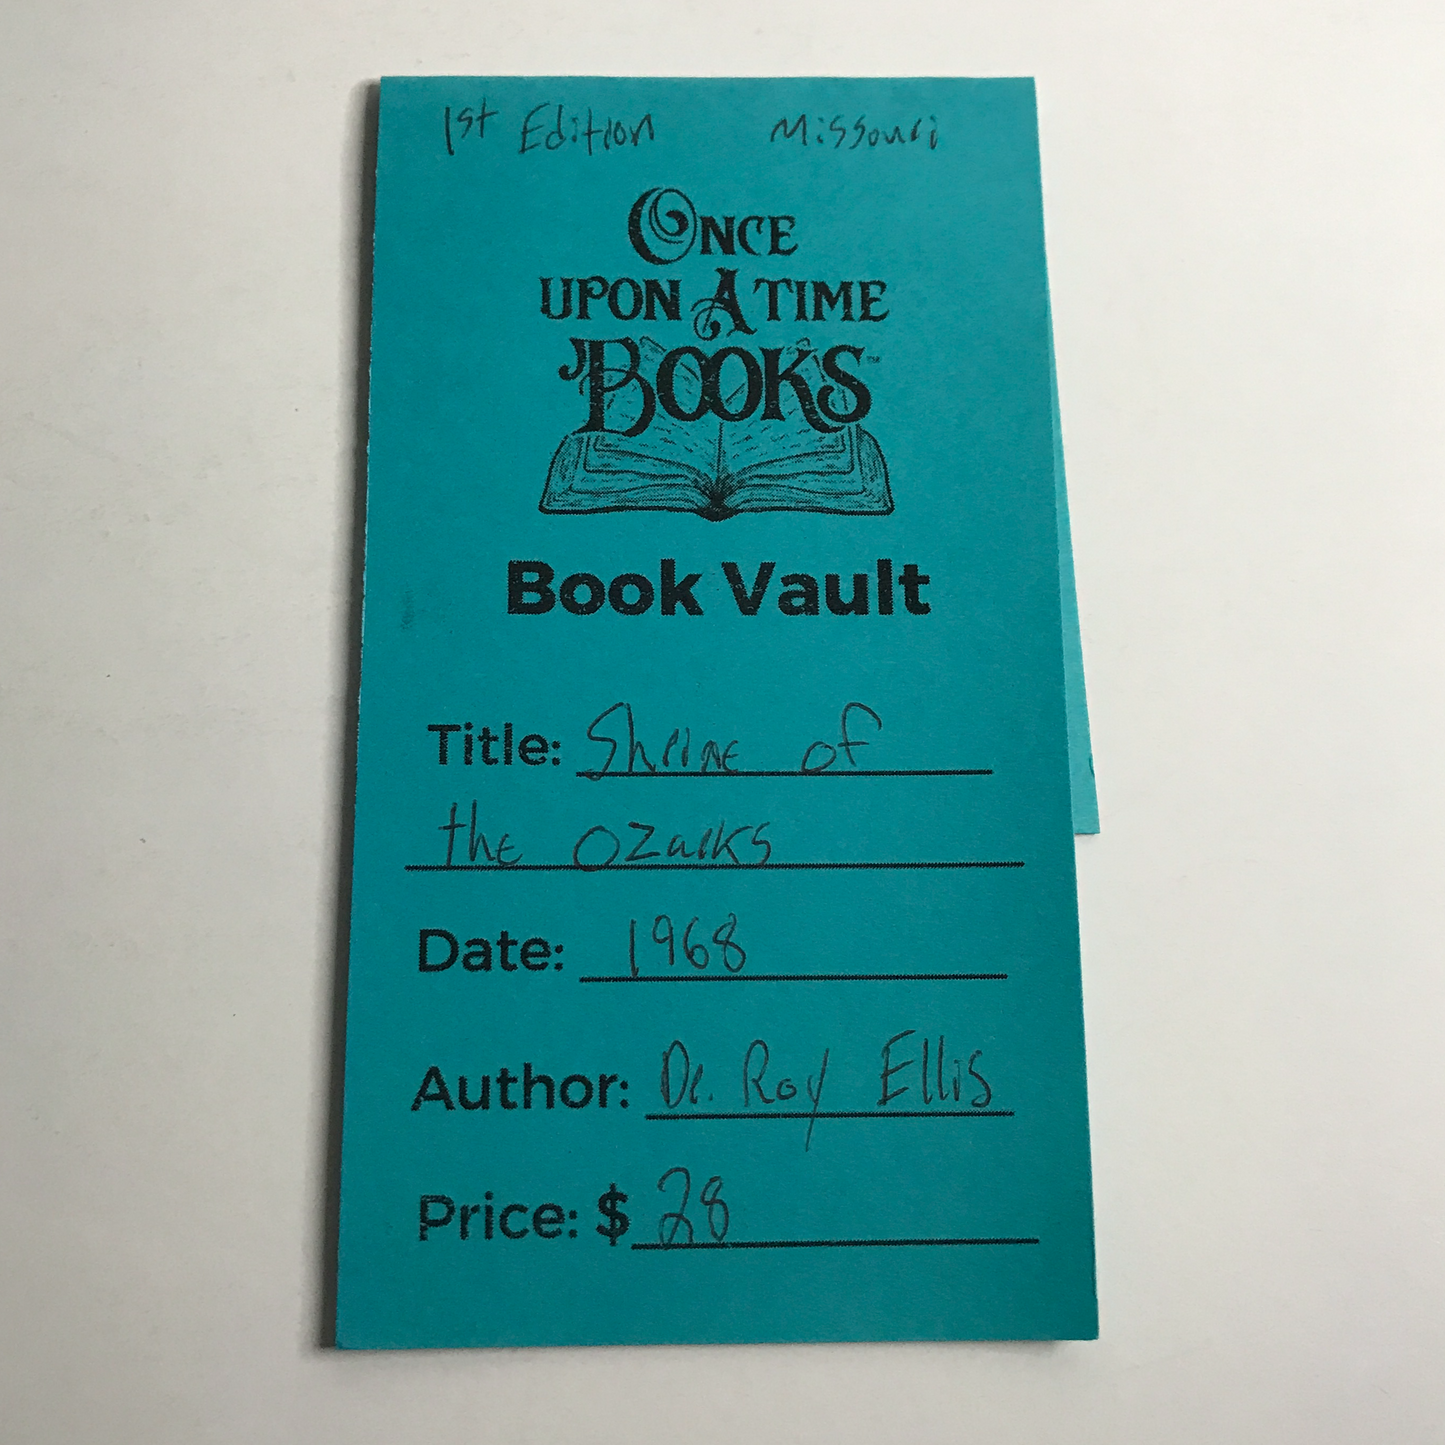 1st Edition Missouri
ONCE
UPON A TIME
BOOKS™
Book Vault
Title: Shrine of
the Ozarks
Date: 1968
Author: Dr. Roy Ellis
Price: $ 28